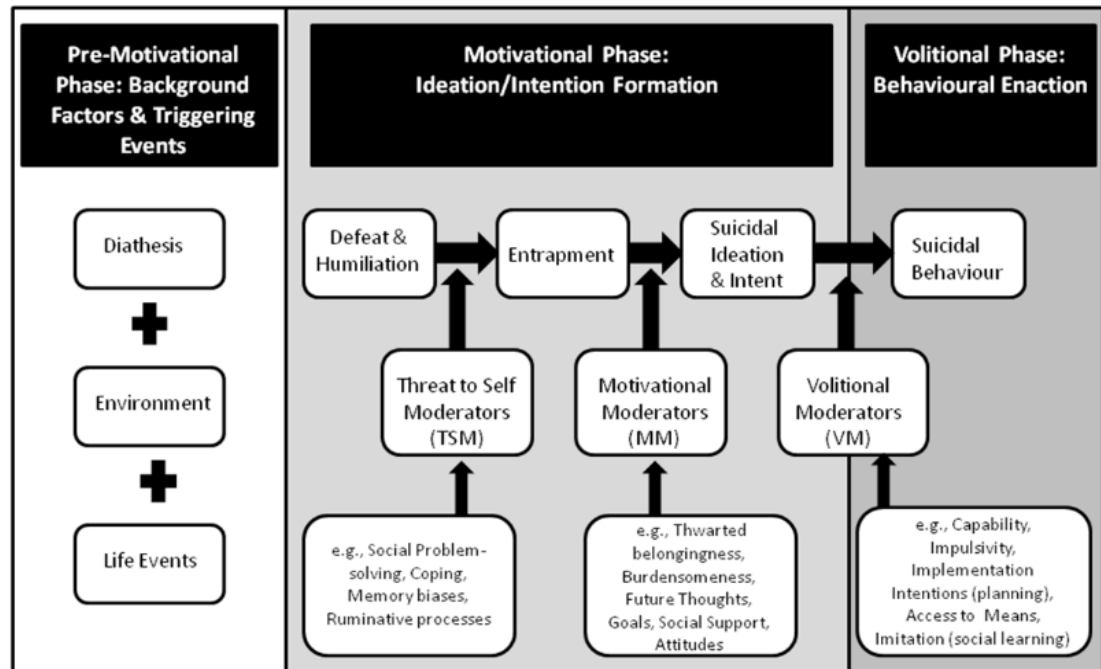 Pre-Motivational
Phase: Background
Factors & Triggering
Events
Motivational Phase:
Ideation/Intention Formation
Volitional Phase:
Behavioural Enaction
Diathesis
Environment
Life Events
Defeat &
Humiliation
Entrapment
Suicidal
Ideation
& Intent
Suicidal
Behaviour
Threat to Self
Moderators
(TSM)
Motivational
Moderators
(MM)
Volitional
Moderators
(VM)
e.g., Social Problem-
solving, Coping,
Memory biases,
Ruminative processes
e.g., Thwarted
belongingness,
Burdensomeness,
Future Thoughts,
Goals, Social Support,
Attitudes
e.g., Capability,
Impulsivity,
Implementation
Intentions (planning),
Access to Means,
Imitation (social learning)